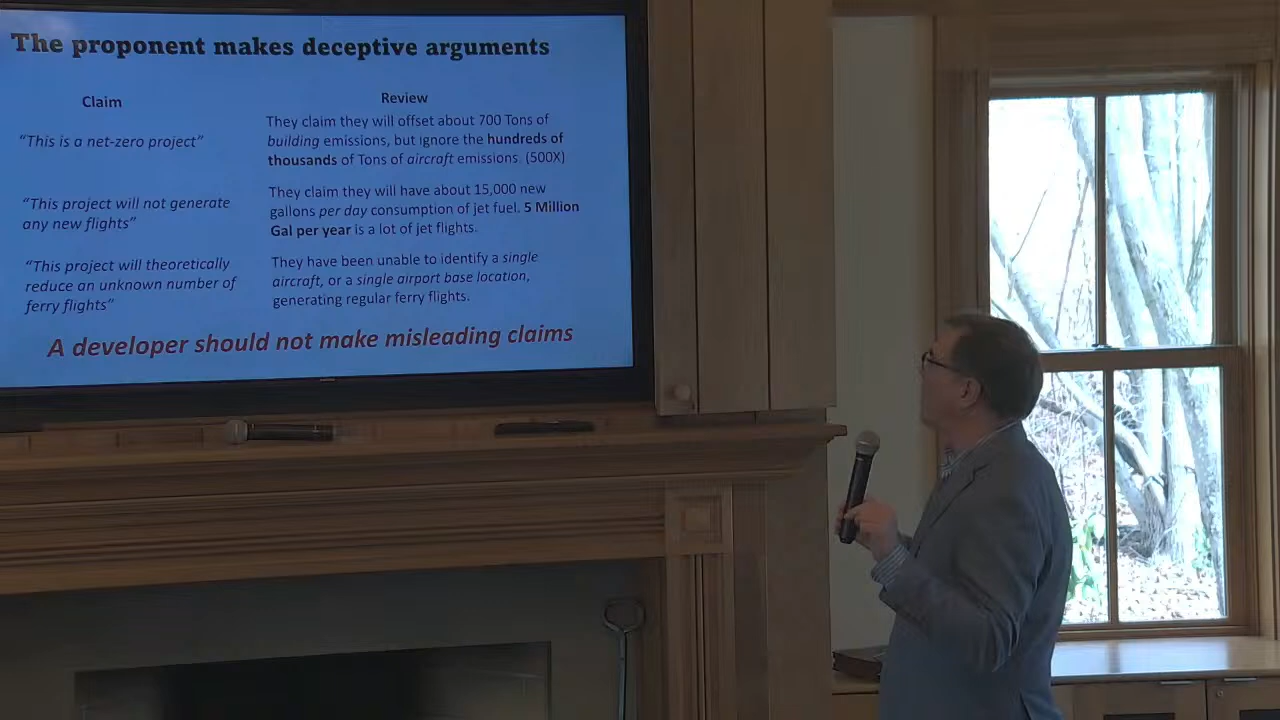 The proponent makes deceptive arguments
Claim
Review
"This is a net-zero project"
They claim they will offset about 700 Tons of
building emissions, but ignore the hundreds of
thousands of Tons of aircraft emissions. (500X)
"This project will not generate
any new flights"
They claim they will have about 15,000 new
gallons per day consumption of jet fuel. 5 Million
Gal per year is a lot of jet flights.
"This project will theoretically
reduce an unknown number of
ferry flights"
They have been unable to identify a single
aircraft, or a single airport base location,
generating regular ferry flights.
A developer should not make misleading claims